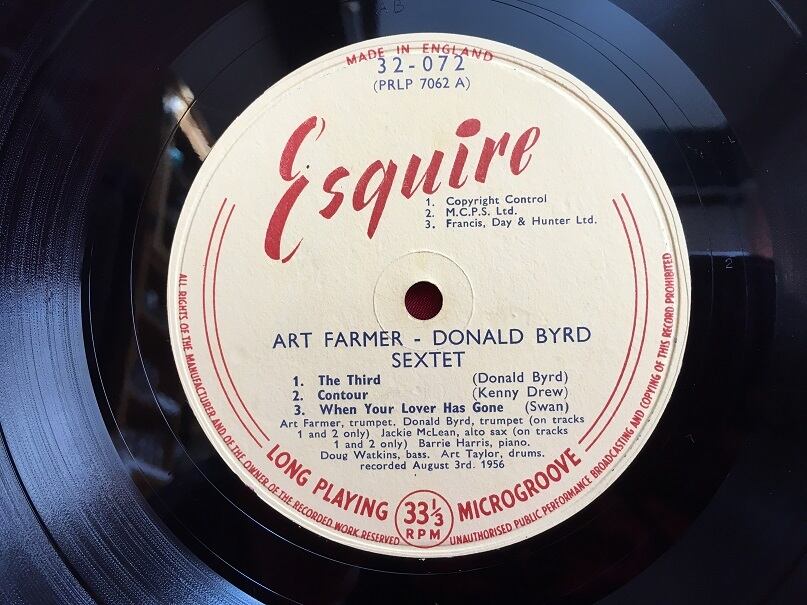 MADE IN ENGLAND
32-072
(PRLP 7062 A)
Esquire
1. Copyright Control
2. M.C.P.S. Ltd.
3. Francis, Day & Hunter Ltd.
2
ART FARMER - DONALD BYRD
SEXTET
1. The Third (Donald Byrd)
2. Contour (Kenny Drew)
3. When Your Lover Has Gone (Swan)
Art Farmer, trumpet, Donald Byrd, trumpet (on tracks
1 and 2 only) Jackie McLean, alto sax (on tracks
1 and 2 only) Barrie Harris, piano.
Doug Watkins, bass. Art Taylor, drums.
recorded August 3rd. 1956
LONG PLAYING 33⅓ RPM MICROGROOVE
ALL RIGHTS OF THE MANUFACTURER AND OF THE OWNER OF THE RECORDED WORK RESERVED
UNAUTHORISED PUBLIC PERFORMANCE BROADCASTING AND COPYING OF THIS RECORD PROHIBITED